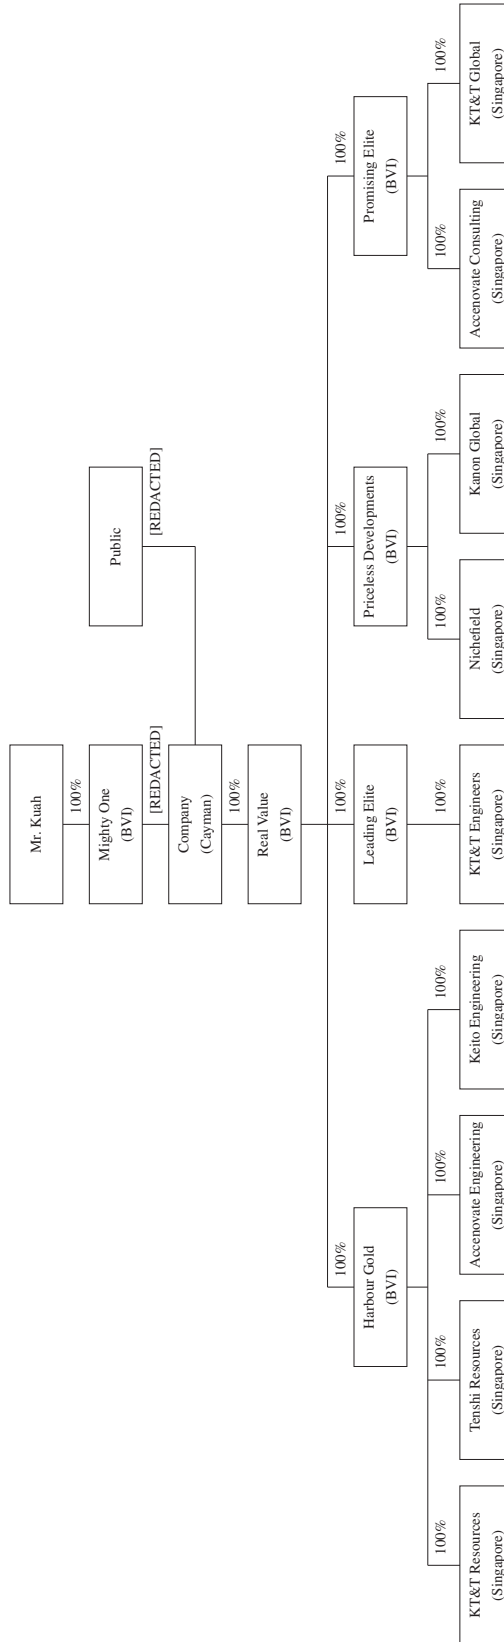 Mr. Kuah
100%
Mighty One
(BVI)
Public
[REDACTED]
[REDACTED]
Company
(Cayman)
100%
Real Value
(BVI)
100%
100%
100%
100%
Harbour Gold
(BVI)
Leading Elite
(BVI)
Priceless Developments
(BVI)
Promising Elite
(BVI)
100%
100%
100%
100%
100%
100%
100%
100%
100%
KT&T Resources
(Singapore)
Tenshi Resources
(Singapore)
Accenovate Engineering
(Singapore)
Keito Engineering
(Singapore)
KT&T Engineers
(Singapore)
Nichefield
(Singapore)
Kanon Global
(Singapore)
Accenovate Consulting
(Singapore)
KT&T Global
(Singapore)